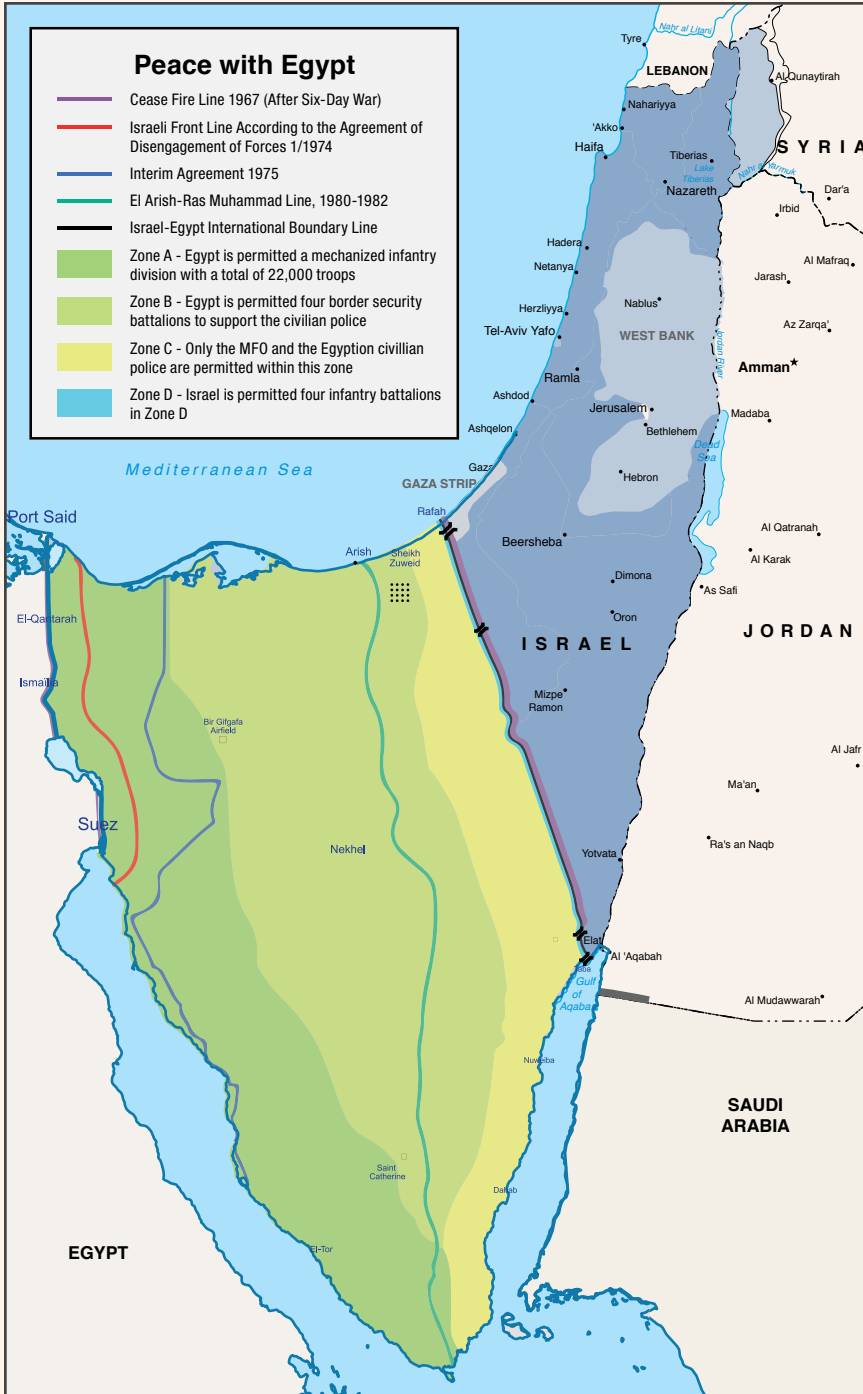 Peace with Egypt
Cease Fire Line 1967 (After Six-Day War)
Israeli Front Line According to the Agreement of
Disengagement of Forces 1/1974
Interim Agreement 1975
El Arish-Ras Muhammad Line, 1980-1982
Israel-Egypt International Boundary Line
Zone A - Egypt is permitted a mechanized infantry
division with a total of 22,000 troops
Zone B - Egypt is permitted four border security
battalions to support the civilian police
Zone C - Only the MFO and the Egyption civillian
police are permitted within this zone
Zone D - Israel is permitted four infantry battalions
in Zone D
Nahr al Litani
Tyre
LEBANON
Al Qunaytirah
Nahariyya
'Akko
SYRIA
Haifa
Tiberias
Lake
Tiberias
Nahr al Yarmuk
Nazareth
Dar'a
Irbid
Hadera
Al Mafraq
Netanya
Jarash
Nablus
Herzliyya
Az Zarqa'
Tel-Aviv Yafo
WEST BANK
Jordan River
Amman
Ramla
Ashdod
Jerusalem
Madaba
Ashqelon
Bethlehem
Dead
Sea
Mediterranean Sea
Gaza
Hebron
GAZA STRIP
Rafah
Port Said
Al Qatranah
Beersheba
Arish
Sheikh
Zuweid
Al Karak
Dimona
As Safi
El-Qantarah
Oron
ISRAEL
JORDAN
Ismailia
Mizpe
Ramon
Bir Gifgafa
Airfield
Al Jafr
Ma'an
Suez
Ra's an Naqb
Nekhel
Yotvata
Elat
Al 'Aqabah
Taba
Gulf
of
Aqaba
Al Mudawwarah
Nuweiba
SAUDI
ARABIA
Saint
Catherine
Dahab
EGYPT
El-Tor